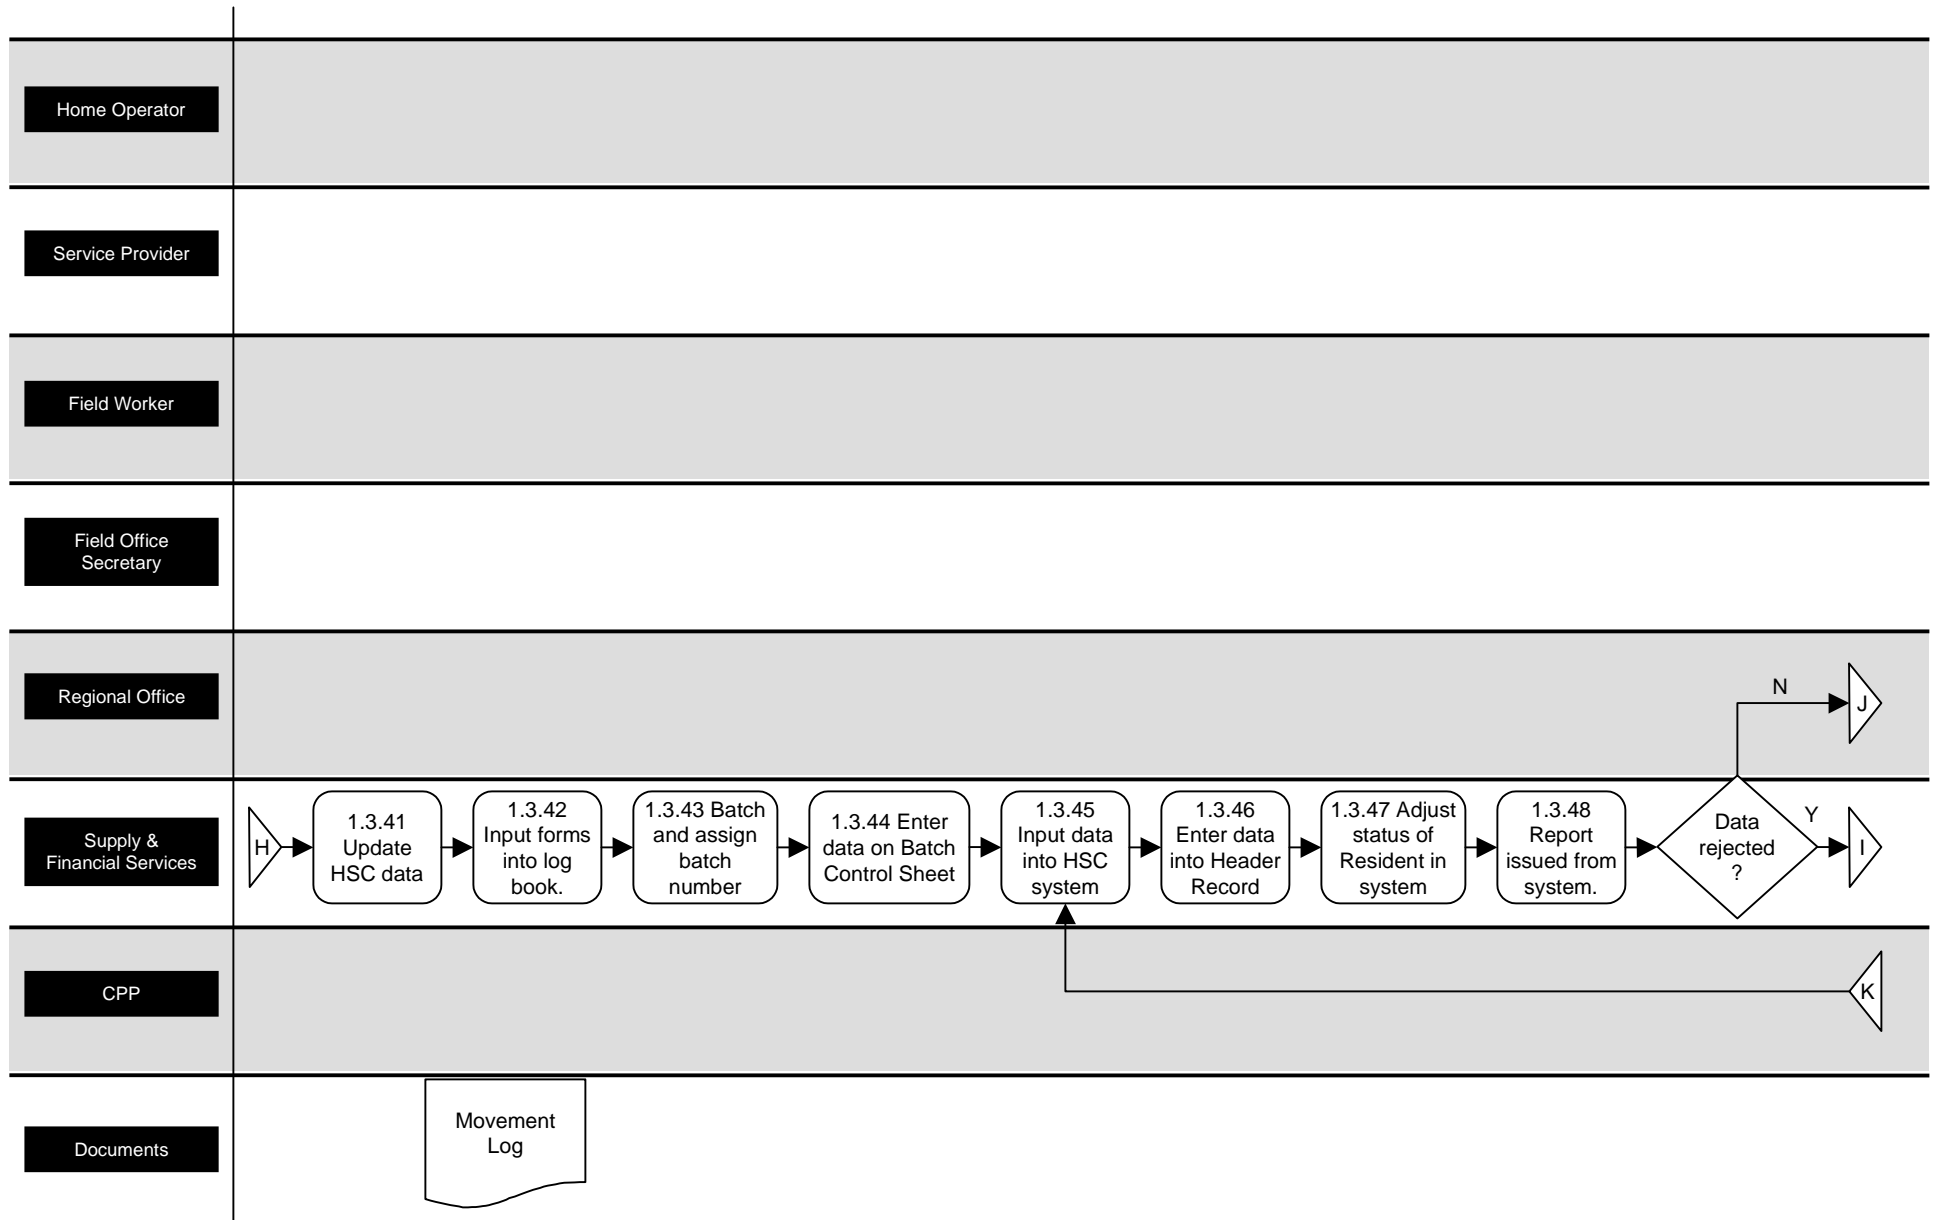 Home Operator
Service Provider
Field Worker
Field Office
Secretary
Regional Office
N
J
Supply &
Financial Services
H
1.3.41
Update
HSC data
1.3.42
Input forms
into log
book.
1.3.43 Batch
and assign
batch
number
1.3.44 Enter
data on Batch
Control Sheet
1.3.45
Input data
into HSC
system
1.3.46
Enter data
into Header
Record
1.3.47 Adjust
status of
Resident in
system
1.3.48
Report
issued from
system.
Data
rejected
?
Y
I
CPP
K
Documents
Movement
Log